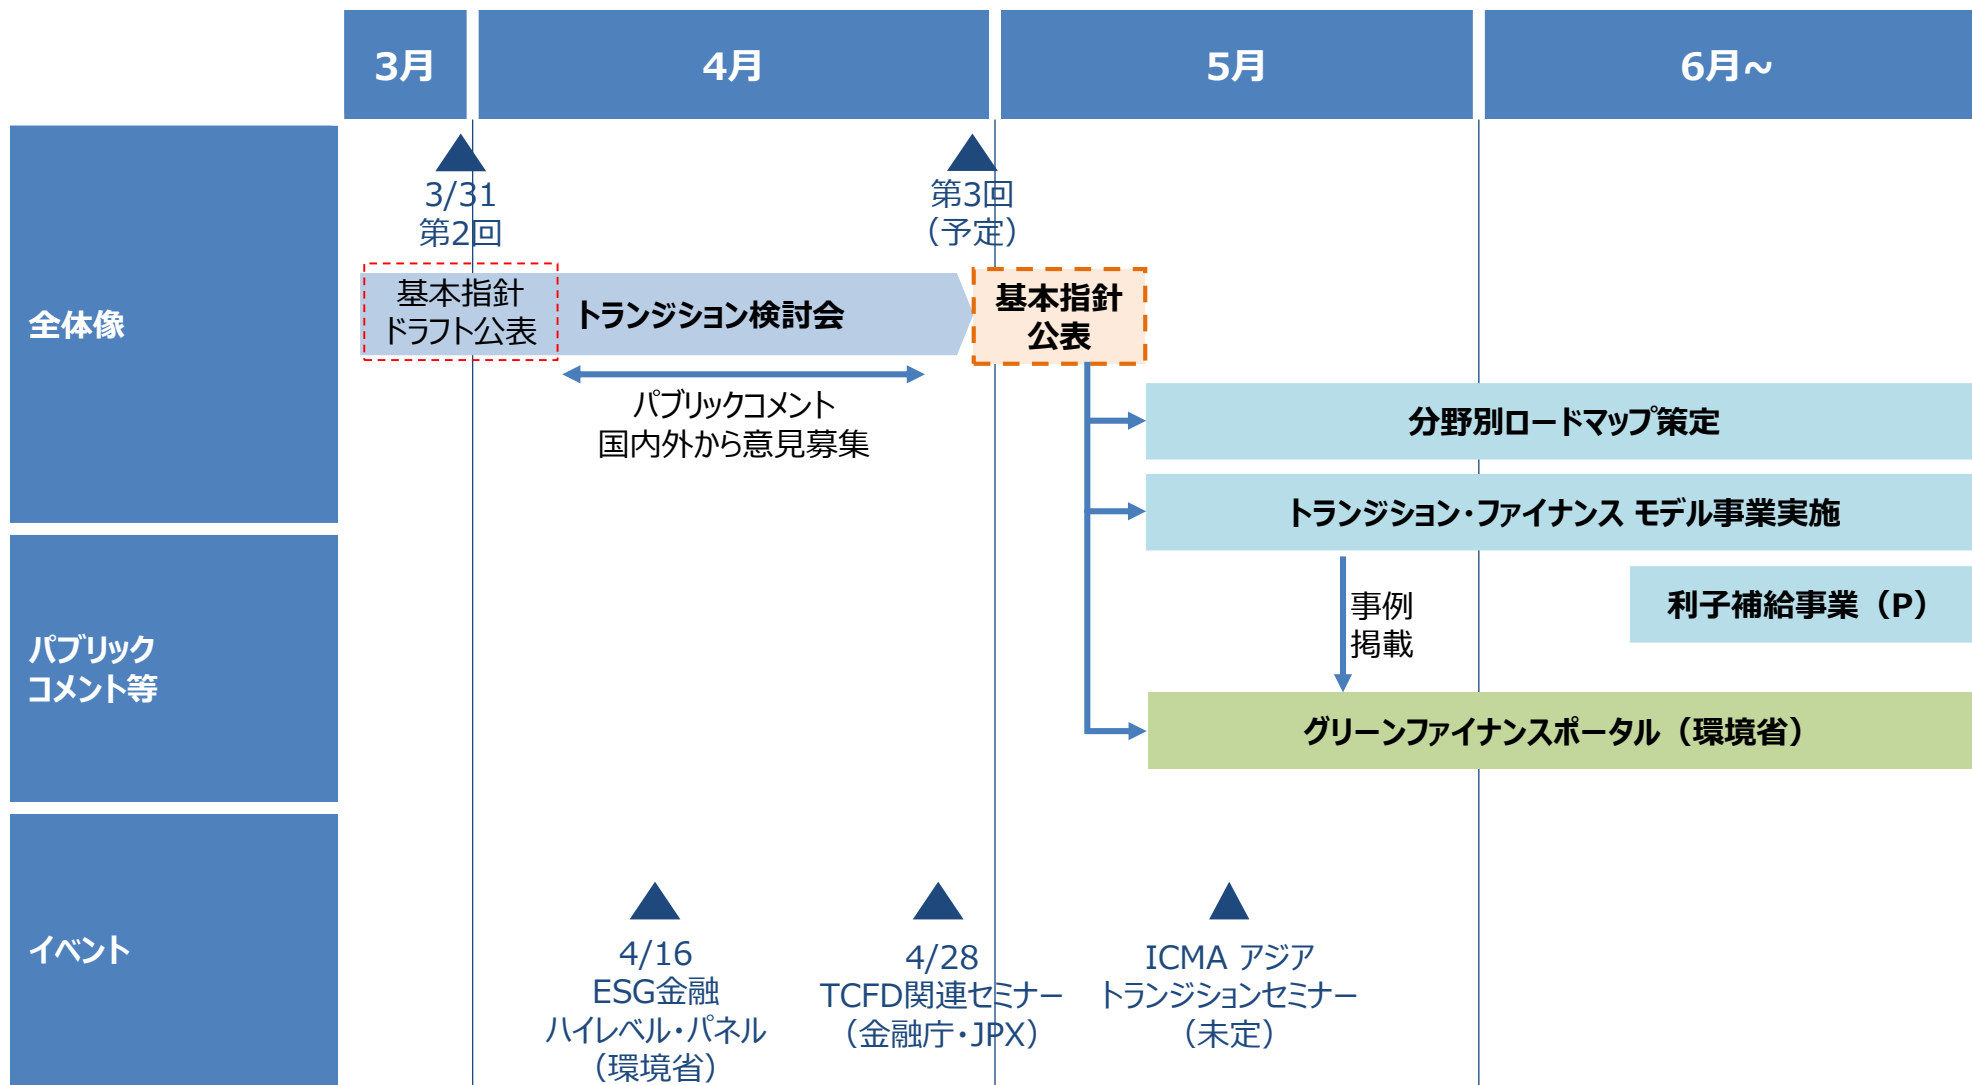 3月
4月
5月
6月~
全体像
3/31
第2回
第3回
（予定）
基本指針
ドラフト公表
トランジション検討会
基本指針
公表
パブリックコメント
国内外から意見募集
分野別ロードマップ策定
トランジション・ファイナンス モデル事業実施
パブリック
コメント等
事例
掲載
利子補給事業（P）
グリーンファイナンスポータル（環境省）
イベント
4/16
ESG金融
ハイレベル・パネル
（環境省）
4/28
TCFD関連セミナー
（金融庁・JPX）
ICMA アジア
トランジションセミナー
（未定）